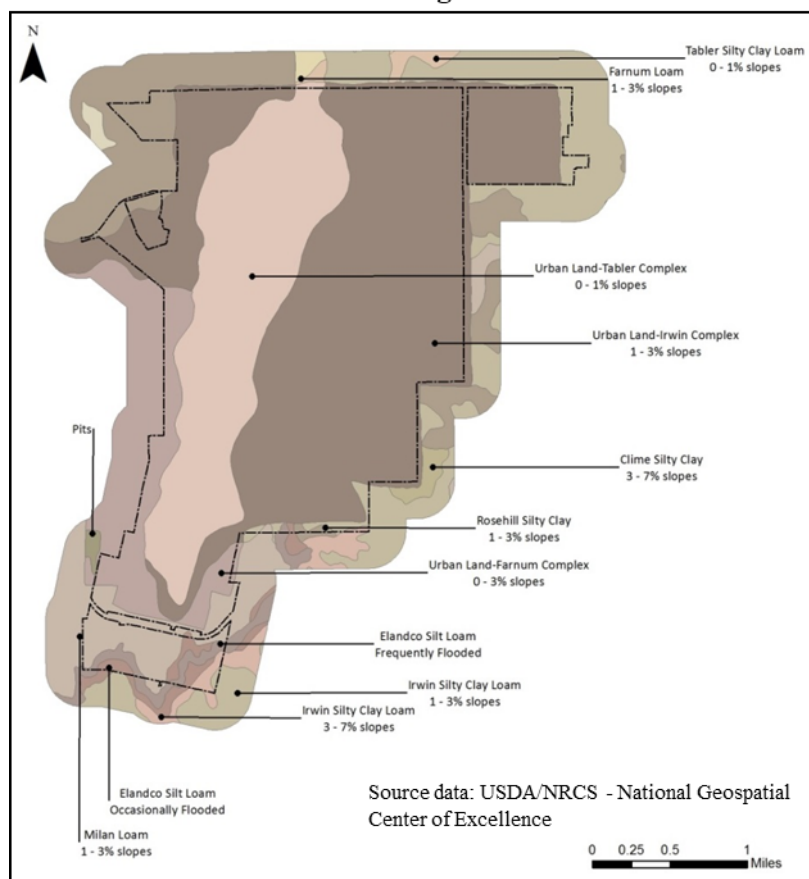 N
Tabler Silty Clay Loam
0 - 1% slopes
Farnum Loam
1 - 3% slopes
Urban Land-Tabler Complex
0 - 1% slopes
Urban Land-Irwin Complex
1 - 3% slopes
Pits
Clime Silty Clay
3 - 7% slopes
Rosehill Silty Clay
1 - 3% slopes
Urban Land-Farnum Complex
0 - 3% slopes
Elandco Silt Loam
Frequently Flooded
Irwin Silty Clay Loam
1 - 3% slopes
Irwin Silty Clay Loam
3 - 7% slopes
Elandco Silt Loam
Occasionally Flooded
Milan Loam
1 - 3% slopes
Source data: USDA/NRCS - National Geospatial
Center of Excellence
0 0.25 0.5 1
Miles